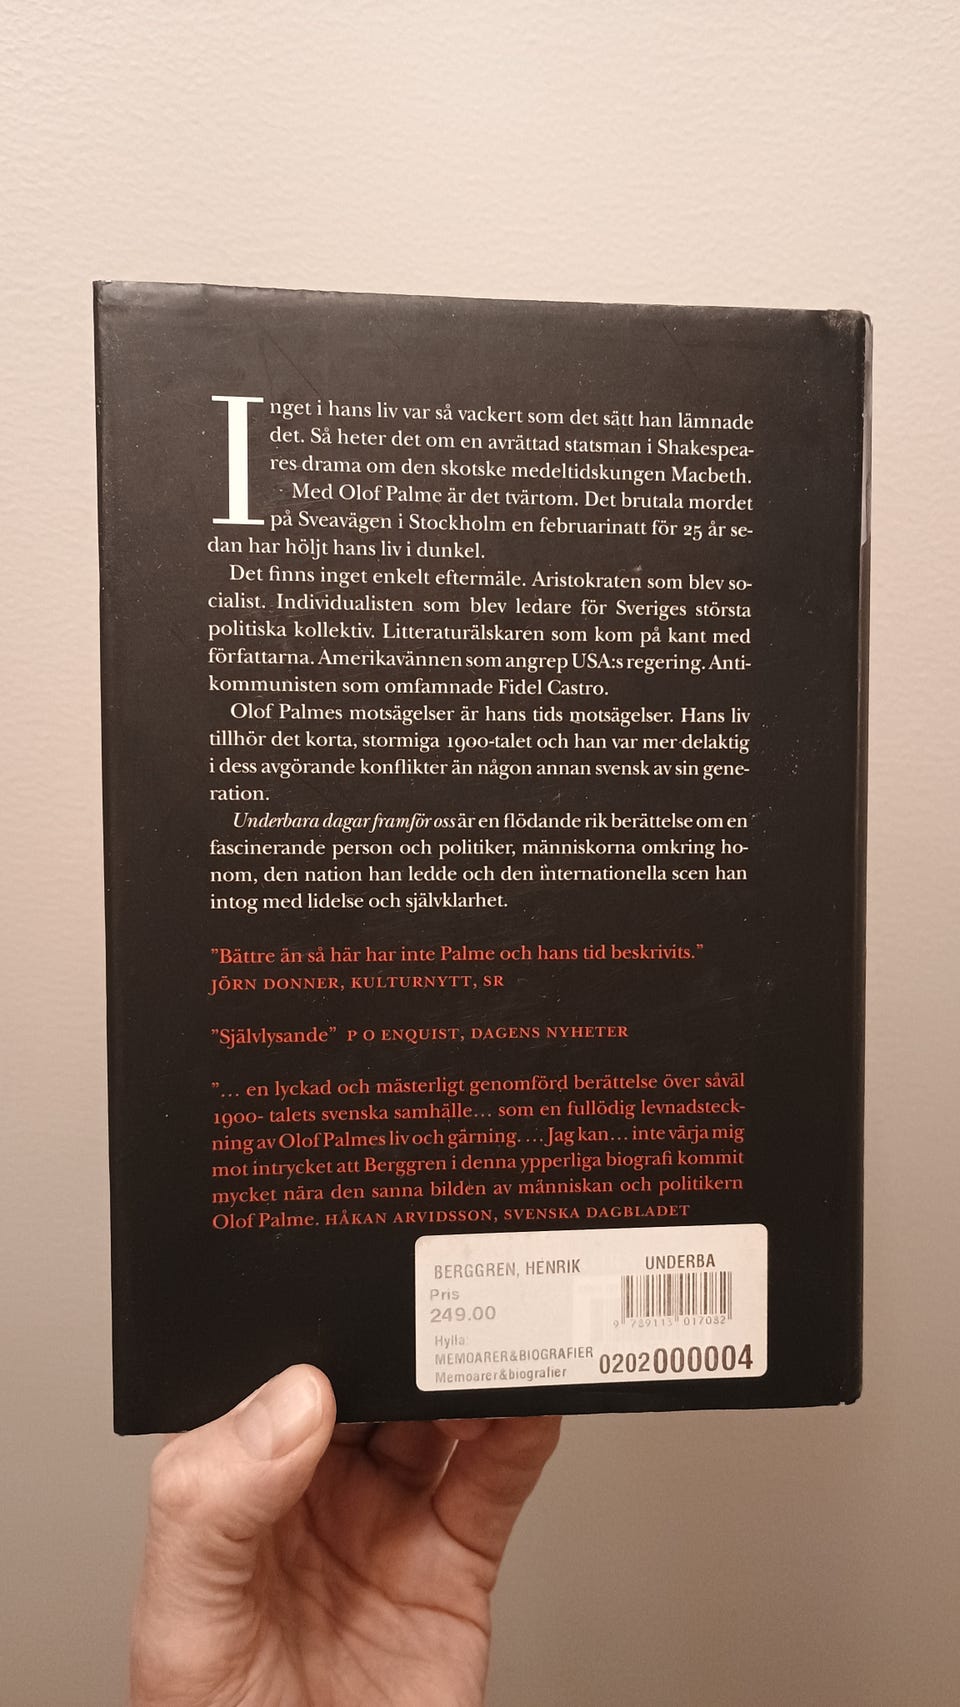 Inget i hans liv var så vackert som det sätt han lämnade
det. Så heter det om en avrättad statsman i Shakespea-
res drama om den skotske medeltidskungen Macbeth.
Med Olof Palme är det tvärtom. Det brutala mordet
på Sveavägen i Stockholm en februarinatt för 25 år se-
dan har höljt hans liv i dunkel.
Det finns inget enkelt eftermäle. Aristokraten som blev so-
cialist. Individualisten som blev ledare för Sveriges största
politiska kollektiv. Litteraturälskaren som kom på kant med
författarna. Amerikavännen som angrep USA:s regering. Anti-
kommunisten som omfamnade Fidel Castro.
Olof Palmes motsägelser är hans tids motsägelser. Hans liv
tillhör det korta, stormiga 1900-talet och han var mer delaktig
i dess avgörande konflikter än någon annan svensk av sin gene-
ration.
Underbara dagar framför oss är en flödande rik berättelse om en
fascinerande person och politiker, människorna omkring ho-
nom, den nation han ledde och den internationella scen han
intog med lidelse och självklarhet.
”Bättre än så här har inte Palme och hans tid beskrivits.”
JÖRN DONNER, KULTURNYTT, SR
”Självlysande” P O ENQUIST, DAGENS NYHETER
”... en lyckad och mästerligt genomförd berättelse över såväl
1900- talets svenska samhälle... som en fullödig levnadsteck-
ning av Olof Palmes liv och gärning. ... Jag kan... inte värja mig
mot intrycket att Berggren i denna ypperliga biografi kommit
mycket nära den sanna bilden av människan och politikern
Olof Palme. HÅKAN ARVIDSSON, SVENSKA DAGBLADET
BERGGREN, HENRIK UNDERBA
Pris
249.00
9 789113 017082
Hylla:
MEMOARER&BIOGRAFIER 0202000004
Memoarer&biografier